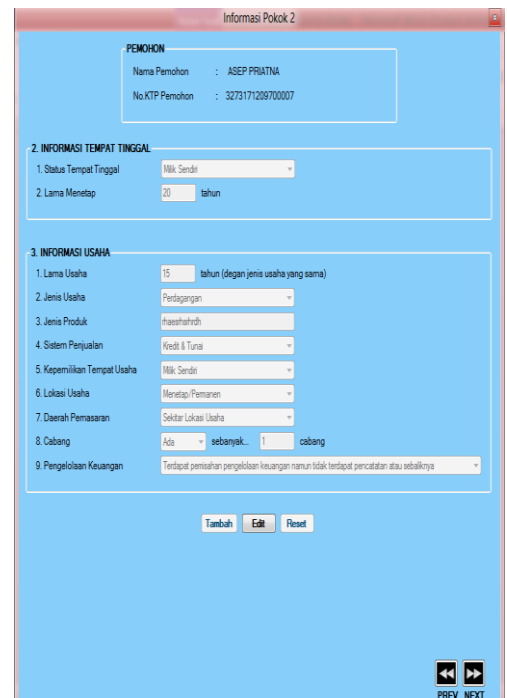 Informasi Pokok 2
PEMOHON
Nama Pemohon : ASEP PRIATNA
No.KTP Pemohon : 3273171209700007
2. INFORMASI TEMPAT TINGGAL
1. Status Tempat Tinggal Milik Sendiri
2. Lama Menetap 20 tahun
3. INFORMASI USAHA
1. Lama Usaha 15 tahun (degan jenis usaha yang sama)
2. Jenis Usaha Perdagangan
3. Jenis Produk
4. Sistem Penjualan Kredit & Tunai
5. Kepemilikan Tempat Usaha Milik Sendiri
6. Lokasi Usaha Menetap/Permanen
7. Daerah Pemasaran Sekitar Lokasi Usaha
8. Cabang Ada sebanyak... 1 cabang
9. Pengelolaan Keuangan Terdapat pemisahan pengelolaan keuangan namun tidak terdapat pencatatan atau sebaliknya
Tambah Edit Reset
PREV NEXT